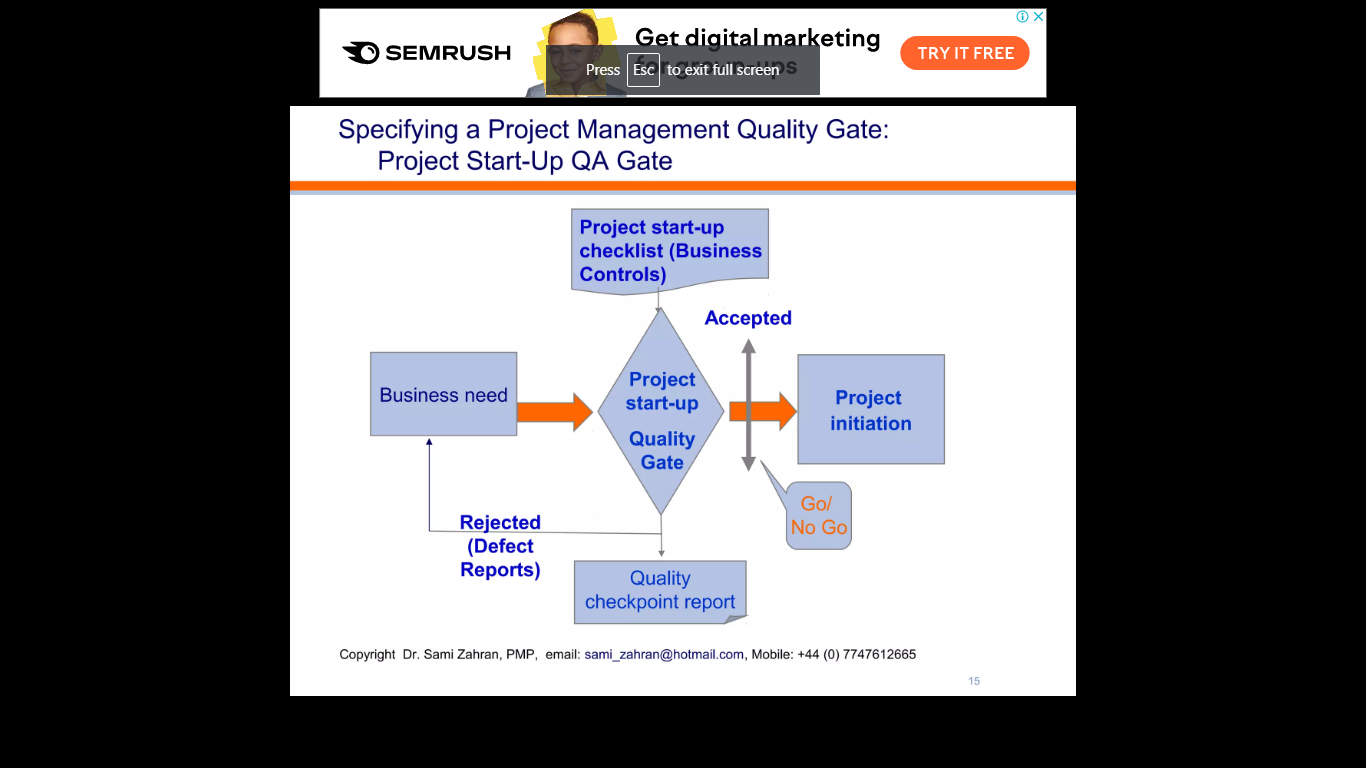 SEMRUSH
Get digital marketing
for grown-ups
TRY IT FREE
Press Esc to exit full screen
Specifying a Project Management Quality Gate:
Project Start-Up QA Gate
Project start-up
checklist (Business
Controls)
Accepted
Business need
Project
start-up
Quality
Gate
Project
initiation
Go/
No Go
Rejected
(Defect
Reports)
Quality
checkpoint report
Copyright Dr. Sami Zahran, PMP, email: sami_zahran@hotmail.com, Mobile: +44 (0) 7747612665
15